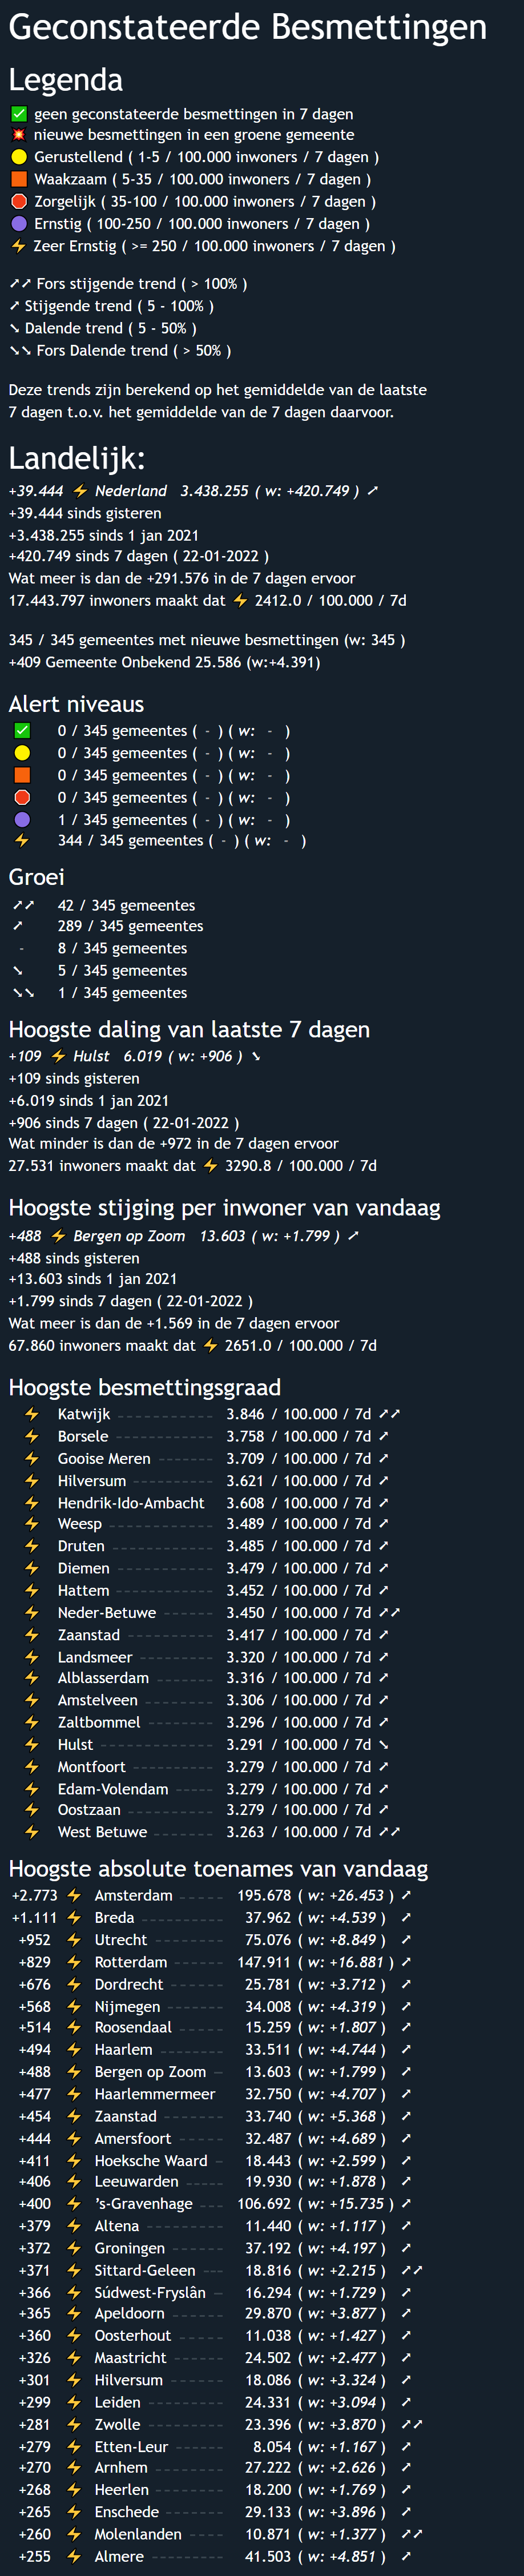 Geconstateerde Besmettingen
Legenda
✅ geen geconstateerde besmettingen in 7 dagen
💥 nieuwe besmettingen in een groene gemeente
🟡 Gerustellend ( 1-5 / 100.000 inwoners / 7 dagen )
🟧 Waakzaam ( 5-35 / 100.000 inwoners / 7 dagen )
🛑 Zorgelijk ( 35-100 / 100.000 inwoners / 7 dagen )
🟣 Ernstig ( 100-250 / 100.000 inwoners / 7 dagen )
⚡ Zeer Ernstig ( >= 250 / 100.000 inwoners / 7 dagen )
➚➚ Fors stijgende trend ( > 100% )
➚ Stijgende trend ( 5 - 100% )
➘ Dalende trend ( 5 - 50% )
➘➘ Fors Dalende trend ( > 50% )
Deze trends zijn berekend op het gemiddelde van de laatste
7 dagen t.o.v. het gemiddelde van de 7 dagen daarvoor.
Landelijk:
+39.444 ⚡ Nederland 3.438.255 ( w: +420.749 ) ➚
+39.444 sinds gisteren
+3.438.255 sinds 1 jan 2021
+420.749 sinds 7 dagen ( 22-01-2022 )
Wat meer is dan de +291.576 in de 7 dagen ervoor
17.443.797 inwoners maakt dat ⚡ 2412.0 / 100.000 / 7d
345 / 345 gemeentes met nieuwe besmettingen (w: 345 )
+409 Gemeente Onbekend 25.586 (w:+4.391)
Alert niveaus
✅ 0 / 345 gemeentes ( - ) ( w: - )
🟡 0 / 345 gemeentes ( - ) ( w: - )
🟧 0 / 345 gemeentes ( - ) ( w: - )
🛑 0 / 345 gemeentes ( - ) ( w: - )
🟣 1 / 345 gemeentes ( - ) ( w: - )
⚡ 344 / 345 gemeentes ( - ) ( w: - )
Groei
➚➚ 42 / 345 gemeentes
➚ 289 / 345 gemeentes
- 8 / 345 gemeentes
➘ 5 / 345 gemeentes
➘➘ 1 / 345 gemeentes
Hoogste daling van laatste 7 dagen
+109 ⚡ Hulst 6.019 ( w: +906 ) ➘
+109 sinds gisteren
+6.019 sinds 1 jan 2021
+906 sinds 7 dagen ( 22-01-2022 )
Wat minder is dan de +972 in de 7 dagen ervoor
27.531 inwoners maakt dat ⚡ 3290.8 / 100.000 / 7d
Hoogste stijging per inwoner van vandaag
+488 ⚡ Bergen op Zoom 13.603 ( w: +1.799 ) ➚
+488 sinds gisteren
+13.603 sinds 1 jan 2021
+1.799 sinds 7 dagen ( 22-01-2022 )
Wat meer is dan de +1.569 in de 7 dagen ervoor
67.860 inwoners maakt dat ⚡ 2651.0 / 100.000 / 7d
Hoogste besmettingsgraad
⚡ Katwijk ----------- 3.846 / 100.000 / 7d ➚➚
⚡ Borsele ----------- 3.758 / 100.000 / 7d ➚
⚡ Gooise Meren ------- 3.709 / 100.000 / 7d ➚
⚡ Hilversum ---------- 3.621 / 100.000 / 7d ➚
⚡ Hendrik-Ido-Ambacht 3.608 / 100.000 / 7d ➚
⚡ Weesp ------------ 3.489 / 100.000 / 7d ➚
⚡ Druten ------------ 3.485 / 100.000 / 7d ➚
⚡ Diemen ----------- 3.479 / 100.000 / 7d ➚
⚡ Hattem ----------- 3.452 / 100.000 / 7d ➚
⚡ Neder-Betuwe ------ 3.450 / 100.000 / 7d ➚➚
⚡ Zaanstad ---------- 3.417 / 100.000 / 7d ➚
⚡ Landsmeer --------- 3.320 / 100.000 / 7d ➚
⚡ Alblasserdam ------- 3.316 / 100.000 / 7d ➚
⚡ Amstelveen -------- 3.306 / 100.000 / 7d ➚
⚡ Zaltbommel -------- 3.296 / 100.000 / 7d ➚
⚡ Hulst ------------- 3.291 / 100.000 / 7d ➘
⚡ Montfoort --------- 3.279 / 100.000 / 7d ➚
⚡ Edam-Volendam ----- 3.279 / 100.000 / 7d ➚
⚡ Oostzaan ---------- 3.279 / 100.000 / 7d ➚
⚡ West Betuwe ------- 3.263 / 100.000 / 7d ➚➚
Hoogste absolute toenames van vandaag
+2.773 ⚡ Amsterdam ----- 195.678 ( w: +26.453 ) ➚
+1.111 ⚡ Breda ---------- 37.962 ( w: +4.539 ) ➚
+952 ⚡ Utrecht --------- 75.076 ( w: +8.849 ) ➚
+829 ⚡ Rotterdam ------ 147.911 ( w: +16.881 ) ➚
+676 ⚡ Dordrecht ------ 25.781 ( w: +3.712 ) ➚
+568 ⚡ Nijmegen ------- 34.008 ( w: +4.319 ) ➚
+514 ⚡ Roosendaal ----- 15.259 ( w: +1.807 ) ➚
+494 ⚡ Haarlem -------- 33.511 ( w: +4.744 ) ➚
+488 ⚡ Bergen op Zoom - 13.603 ( w: +1.799 ) ➚
+477 ⚡ Haarlemmermeer 32.750 ( w: +4.707 ) ➚
+454 ⚡ Zaanstad ------- 33.740 ( w: +5.368 ) ➚
+444 ⚡ Amersfoort ----- 32.487 ( w: +4.689 ) ➚
+411 ⚡ Hoeksche Waard - 18.443 ( w: +2.599 ) ➚
+406 ⚡ Leeuwarden ----- 19.930 ( w: +1.878 ) ➚
+400 ⚡ ’s-Gravenhage --- 106.692 ( w: +15.735 ) ➚
+379 ⚡ Altena --------- 11.440 ( w: +1.117 ) ➚
+372 ⚡ Groningen ------ 37.192 ( w: +4.197 ) ➚
+371 ⚡ Sittard-Geleen --- 18.816 ( w: +2.215 ) ➚➚
+366 ⚡ Súdwest-Fryslân - 16.294 ( w: +1.729 ) ➚
+365 ⚡ Apeldoorn ------ 29.870 ( w: +3.877 ) ➚
+360 ⚡ Oosterhout ----- 11.038 ( w: +1.427 ) ➚
+326 ⚡ Maastricht ------ 24.502 ( w: +2.477 ) ➚
+301 ⚡ Hilversum ------ 18.086 ( w: +3.324 ) ➚
+299 ⚡ Leiden --------- 24.331 ( w: +3.094 ) ➚
+281 ⚡ Zwolle --------- 23.396 ( w: +3.870 ) ➚➚
+279 ⚡ Etten-Leur ------ 8.054 ( w: +1.167 ) ➚
+270 ⚡ Arnhem -------- 27.222 ( w: +2.626 ) ➚
+268 ⚡ Heerlen -------- 18.200 ( w: +1.769 ) ➚
+265 ⚡ Enschede ------- 29.133 ( w: +3.896 ) ➚
+260 ⚡ Molenlanden ---- 10.871 ( w: +1.377 ) ➚➚
+255 ⚡ Almere --------- 41.503 ( w: +4.851 ) ➚